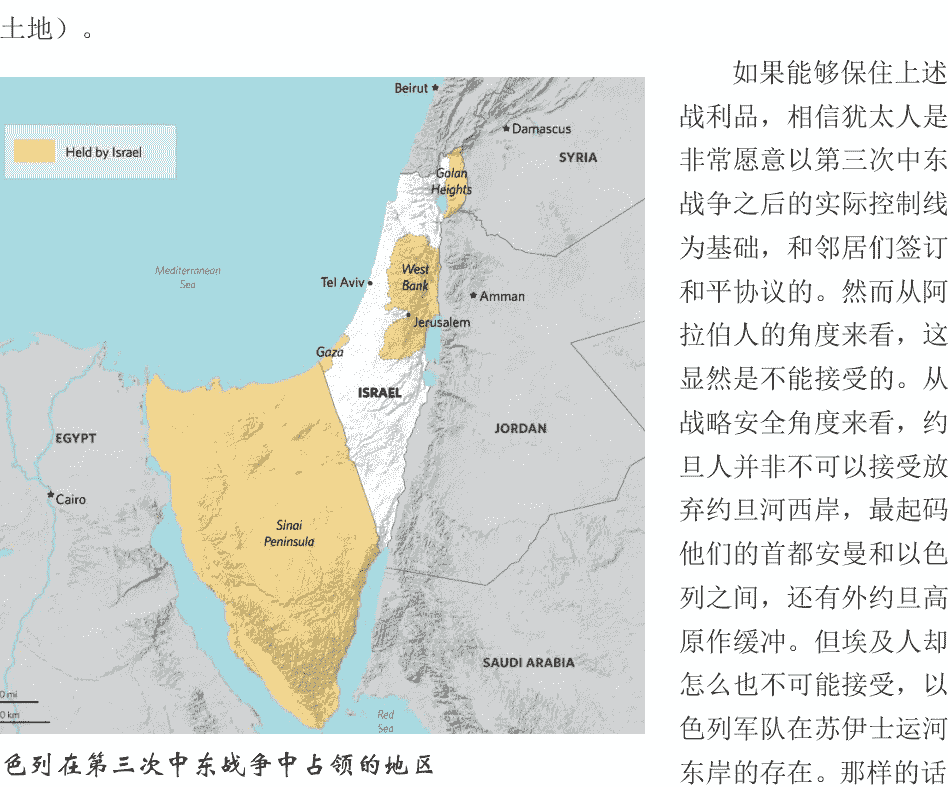 土地）。
Beirut
Damascus
Held by Israel
SYRIA
Golan
Heights
Mediterranean
Sea
West
Bank
Tel Aviv
Amman
Jerusalem
Gaza
ISRAEL
EGYPT
JORDAN
Cairo
Sinai
Peninsula
SAUDI ARABIA
0 mi
0 km
Red
Sea
色列在第三次中东战争中占领的地区
如果能够保住上述
战利品，相信犹太人是
非常愿意以第三次中东
战争之后的实际控制线
为基础，和邻居们签订
和平协议的。然而从阿
拉伯人的角度来看，这
显然是不能接受的。从
战略安全角度来看，约
旦人并非不可以接受放
弃约旦河西岸，最起码
他们的首都安曼和以色
列之间，还有外约旦高
原作缓冲。但埃及人却
怎么也不可能接受，以
色列军队在苏伊士运河
东岸的存在。那样的话